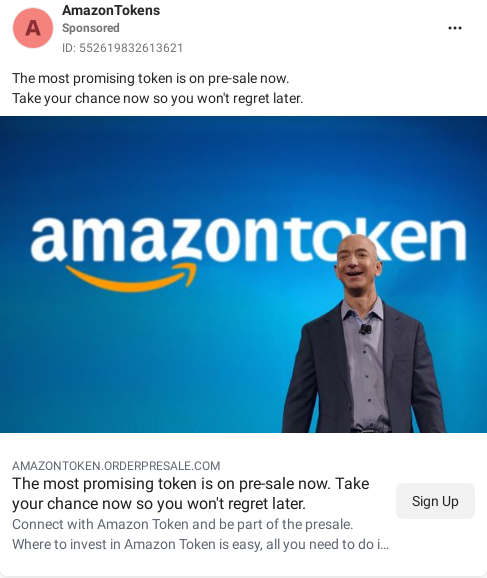 A
AmazonTokens
Sponsored
ID: 552619832613621
The most promising token is on pre-sale now.
Take your chance now so you won't regret later.
amazontoken
AMAZONTOKEN.ORDERPRESALE.COM
The most promising token is on pre-sale now. Take
your chance now so you won't regret later.
Sign Up
Connect with Amazon Token and be part of the presale.
Where to invest in Amazon Token is easy, all you need to do i...